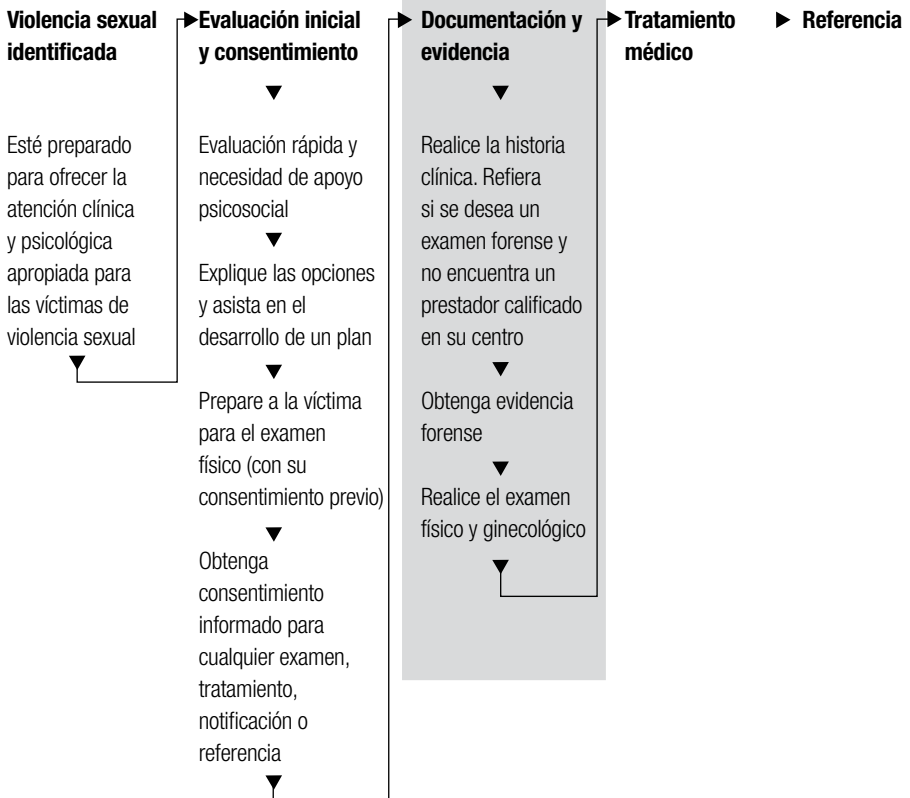 Violencia sexual
identificada
Esté preparado
para ofrecer la
atención clínica
y psicológica
apropiada para
las víctimas de
violencia sexual
Evaluación inicial
y consentimiento
Evaluación rápida y
necesidad de apoyo
psicosocial
Explique las opciones
y asista en el
desarrollo de un plan
Prepare a la víctima
para el examen
físico (con su
consentimiento previo)
Obtenga
consentimiento
informado para
cualquier examen,
tratamiento,
notificación o
referencia
Documentación y
evidencia
Realice la historia
clínica. Refiera
si se desea un
examen forense y
no encuentra un
prestador calificado
en su centro
Obtenga evidencia
forense
Realice el examen
físico y ginecológico
Tratamiento
médico
Referencia